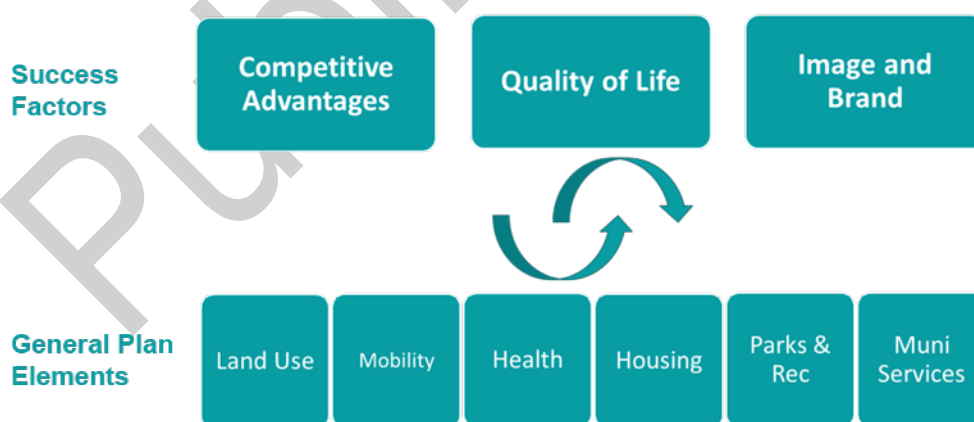 Success
Factors
Competitive
Advantages
Quality of Life
Image and
Brand
General Plan
Elements
Land Use
Mobility
Health
Housing
Parks &
Rec
Muni
Services